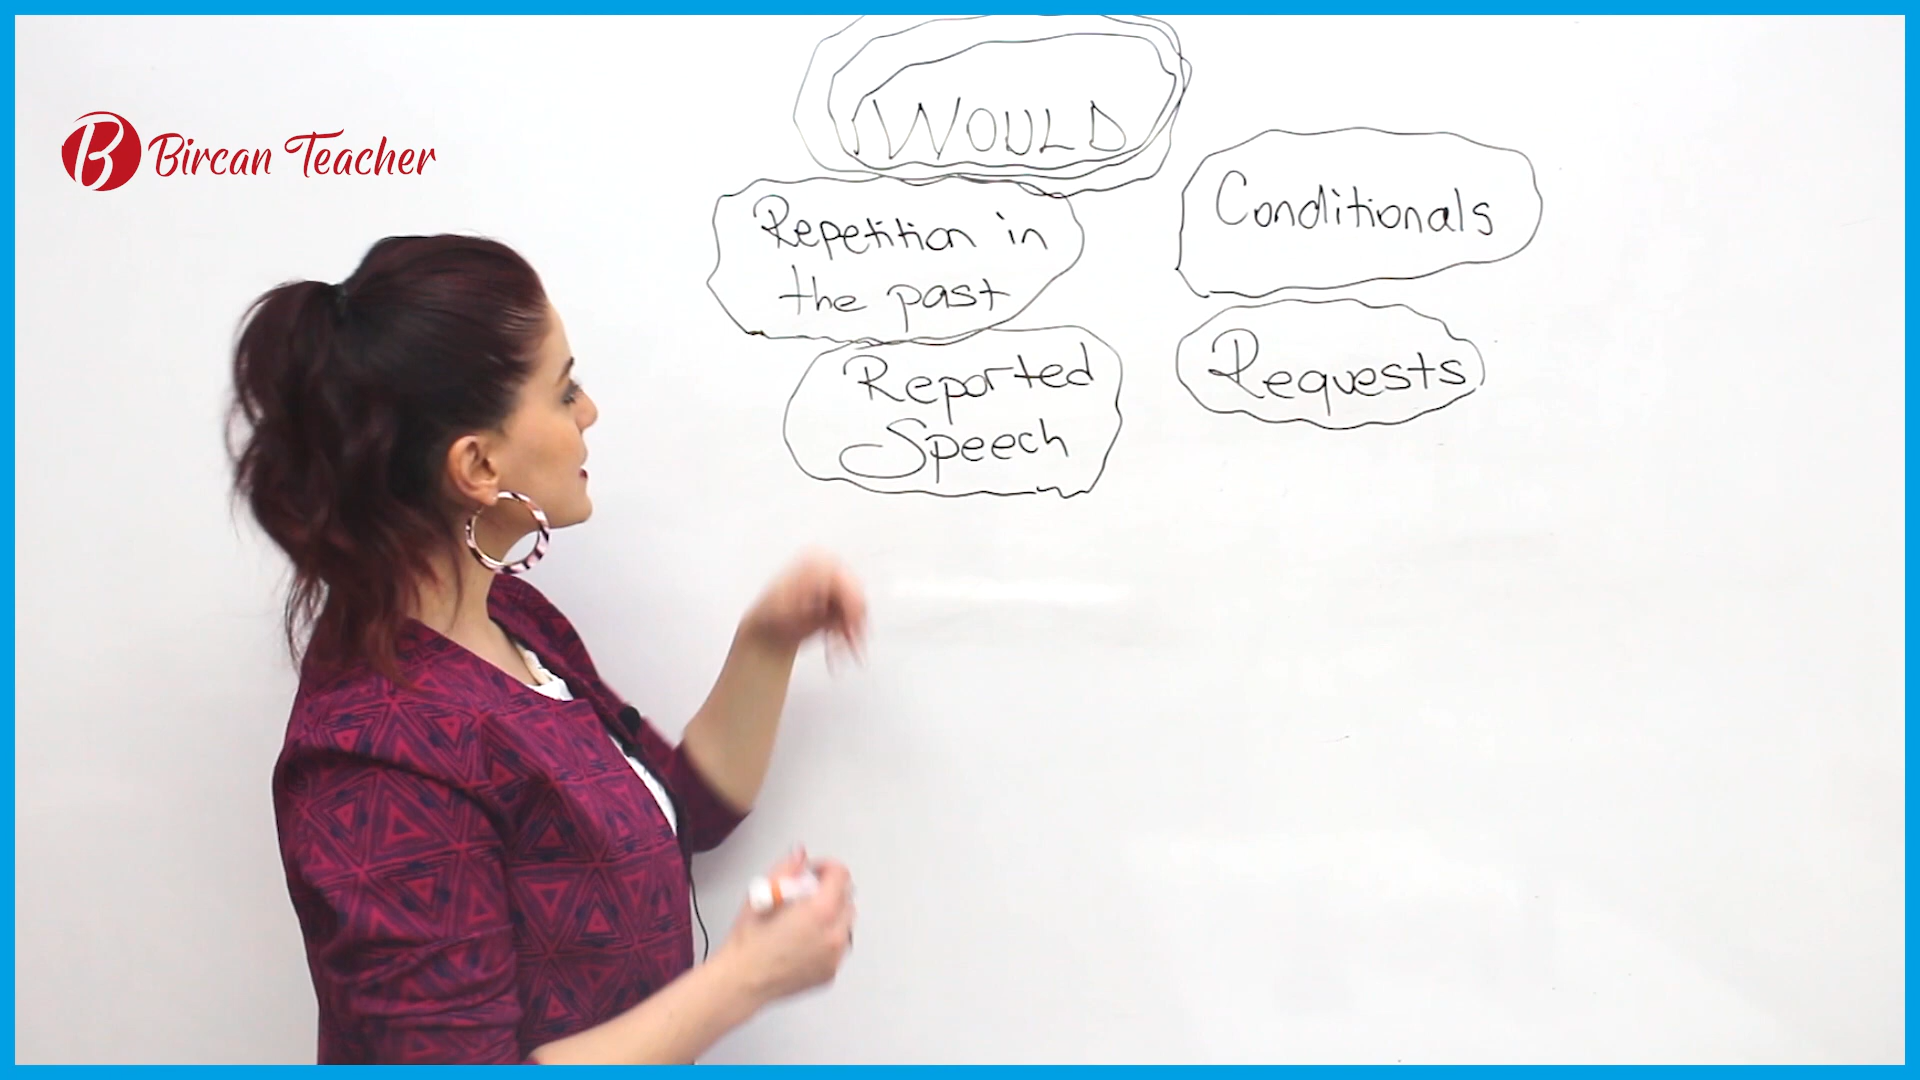 B Bircan Teacher
WOULD
Repetition in
the past
Conditionals
Reported
Speech
Requests